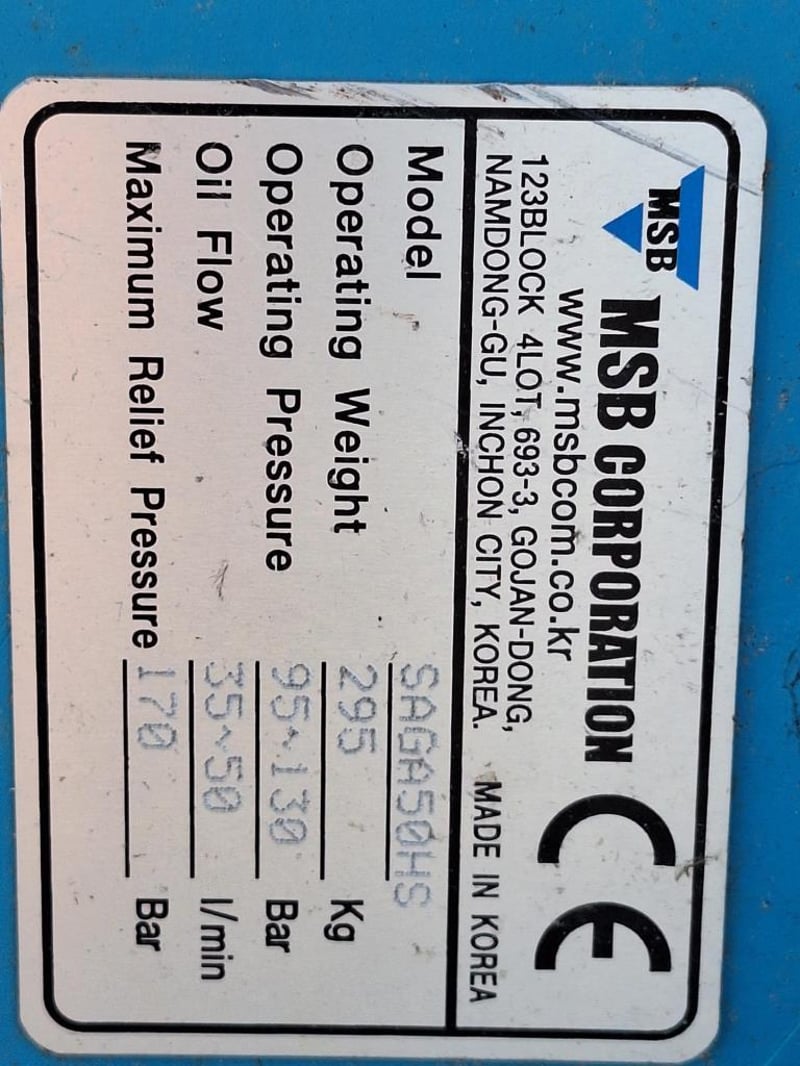 MSB MSB CORPORATION CE
www.msbcom.co.kr
123BLOCK 4LOT, 693-3, GOJAN-DONG,
NAMDONG-GU, INCHON CITY, KOREA. MADE IN KOREA
Model SAGA50HS
Operating Weight 295 Kg
Operating Pressure 95~130 Bar
Oil Flow 35~50 l/min
Maximum Relief Pressure 170 Bar